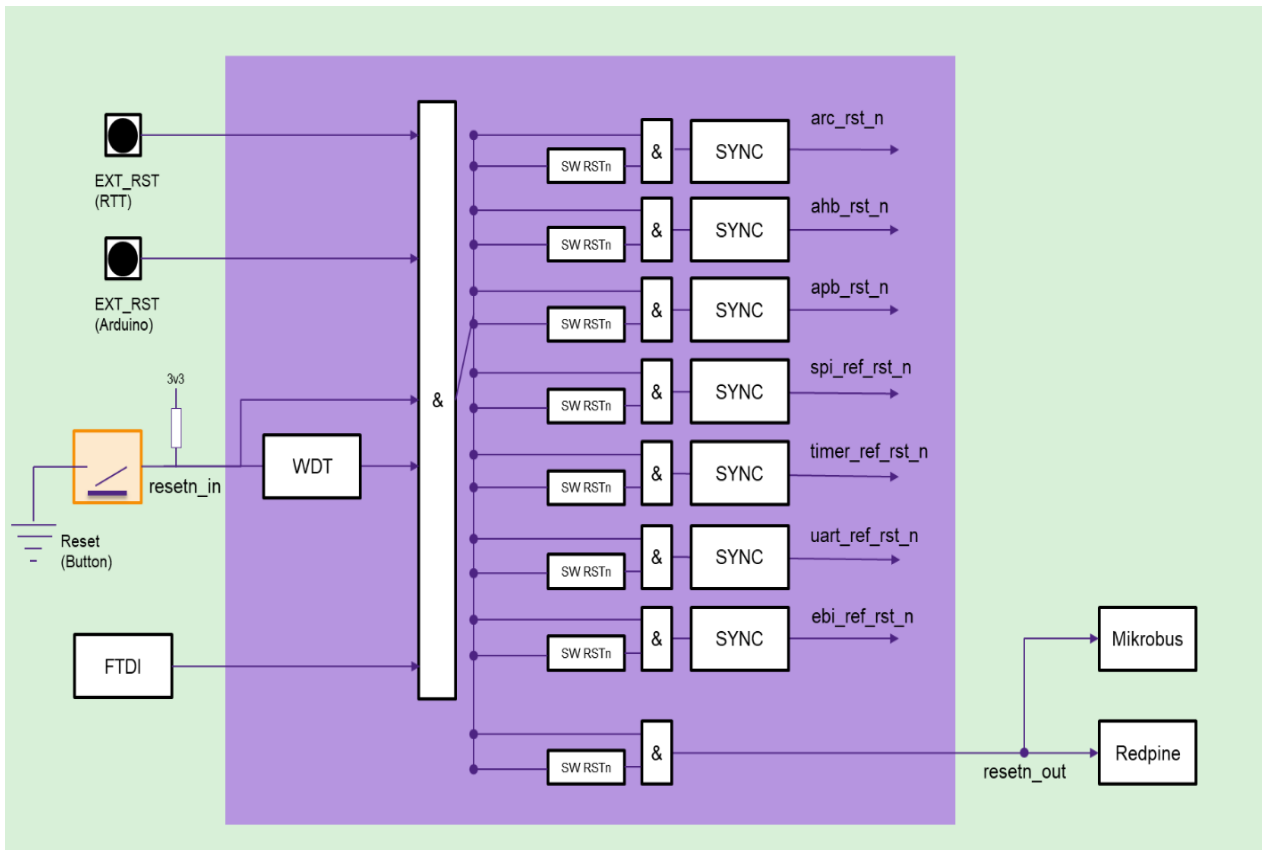 EXT_RST
(RTT)
EXT_RST
(Arduino)
3v3
resetn_in
Reset
(Button)
FTDI
WDT
&
SW RSTn
&
SYNC
arc_rst_n
SW RSTn
&
SYNC
ahb_rst_n
SW RSTn
&
SYNC
apb_rst_n
SW RSTn
&
SYNC
spi_ref_rst_n
SW RSTn
&
SYNC
timer_ref_rst_n
SW RSTn
&
SYNC
uart_ref_rst_n
SW RSTn
&
SYNC
ebi_ref_rst_n
SW RSTn
&
resetn_out
Mikrobus
Redpine